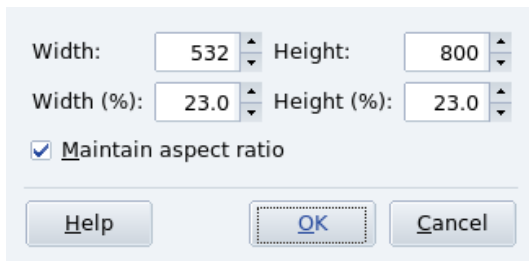 Width: 532 Height: 800
Width (%): 23.0 Height (%): 23.0
Maintain aspect ratio
Help OK Cancel